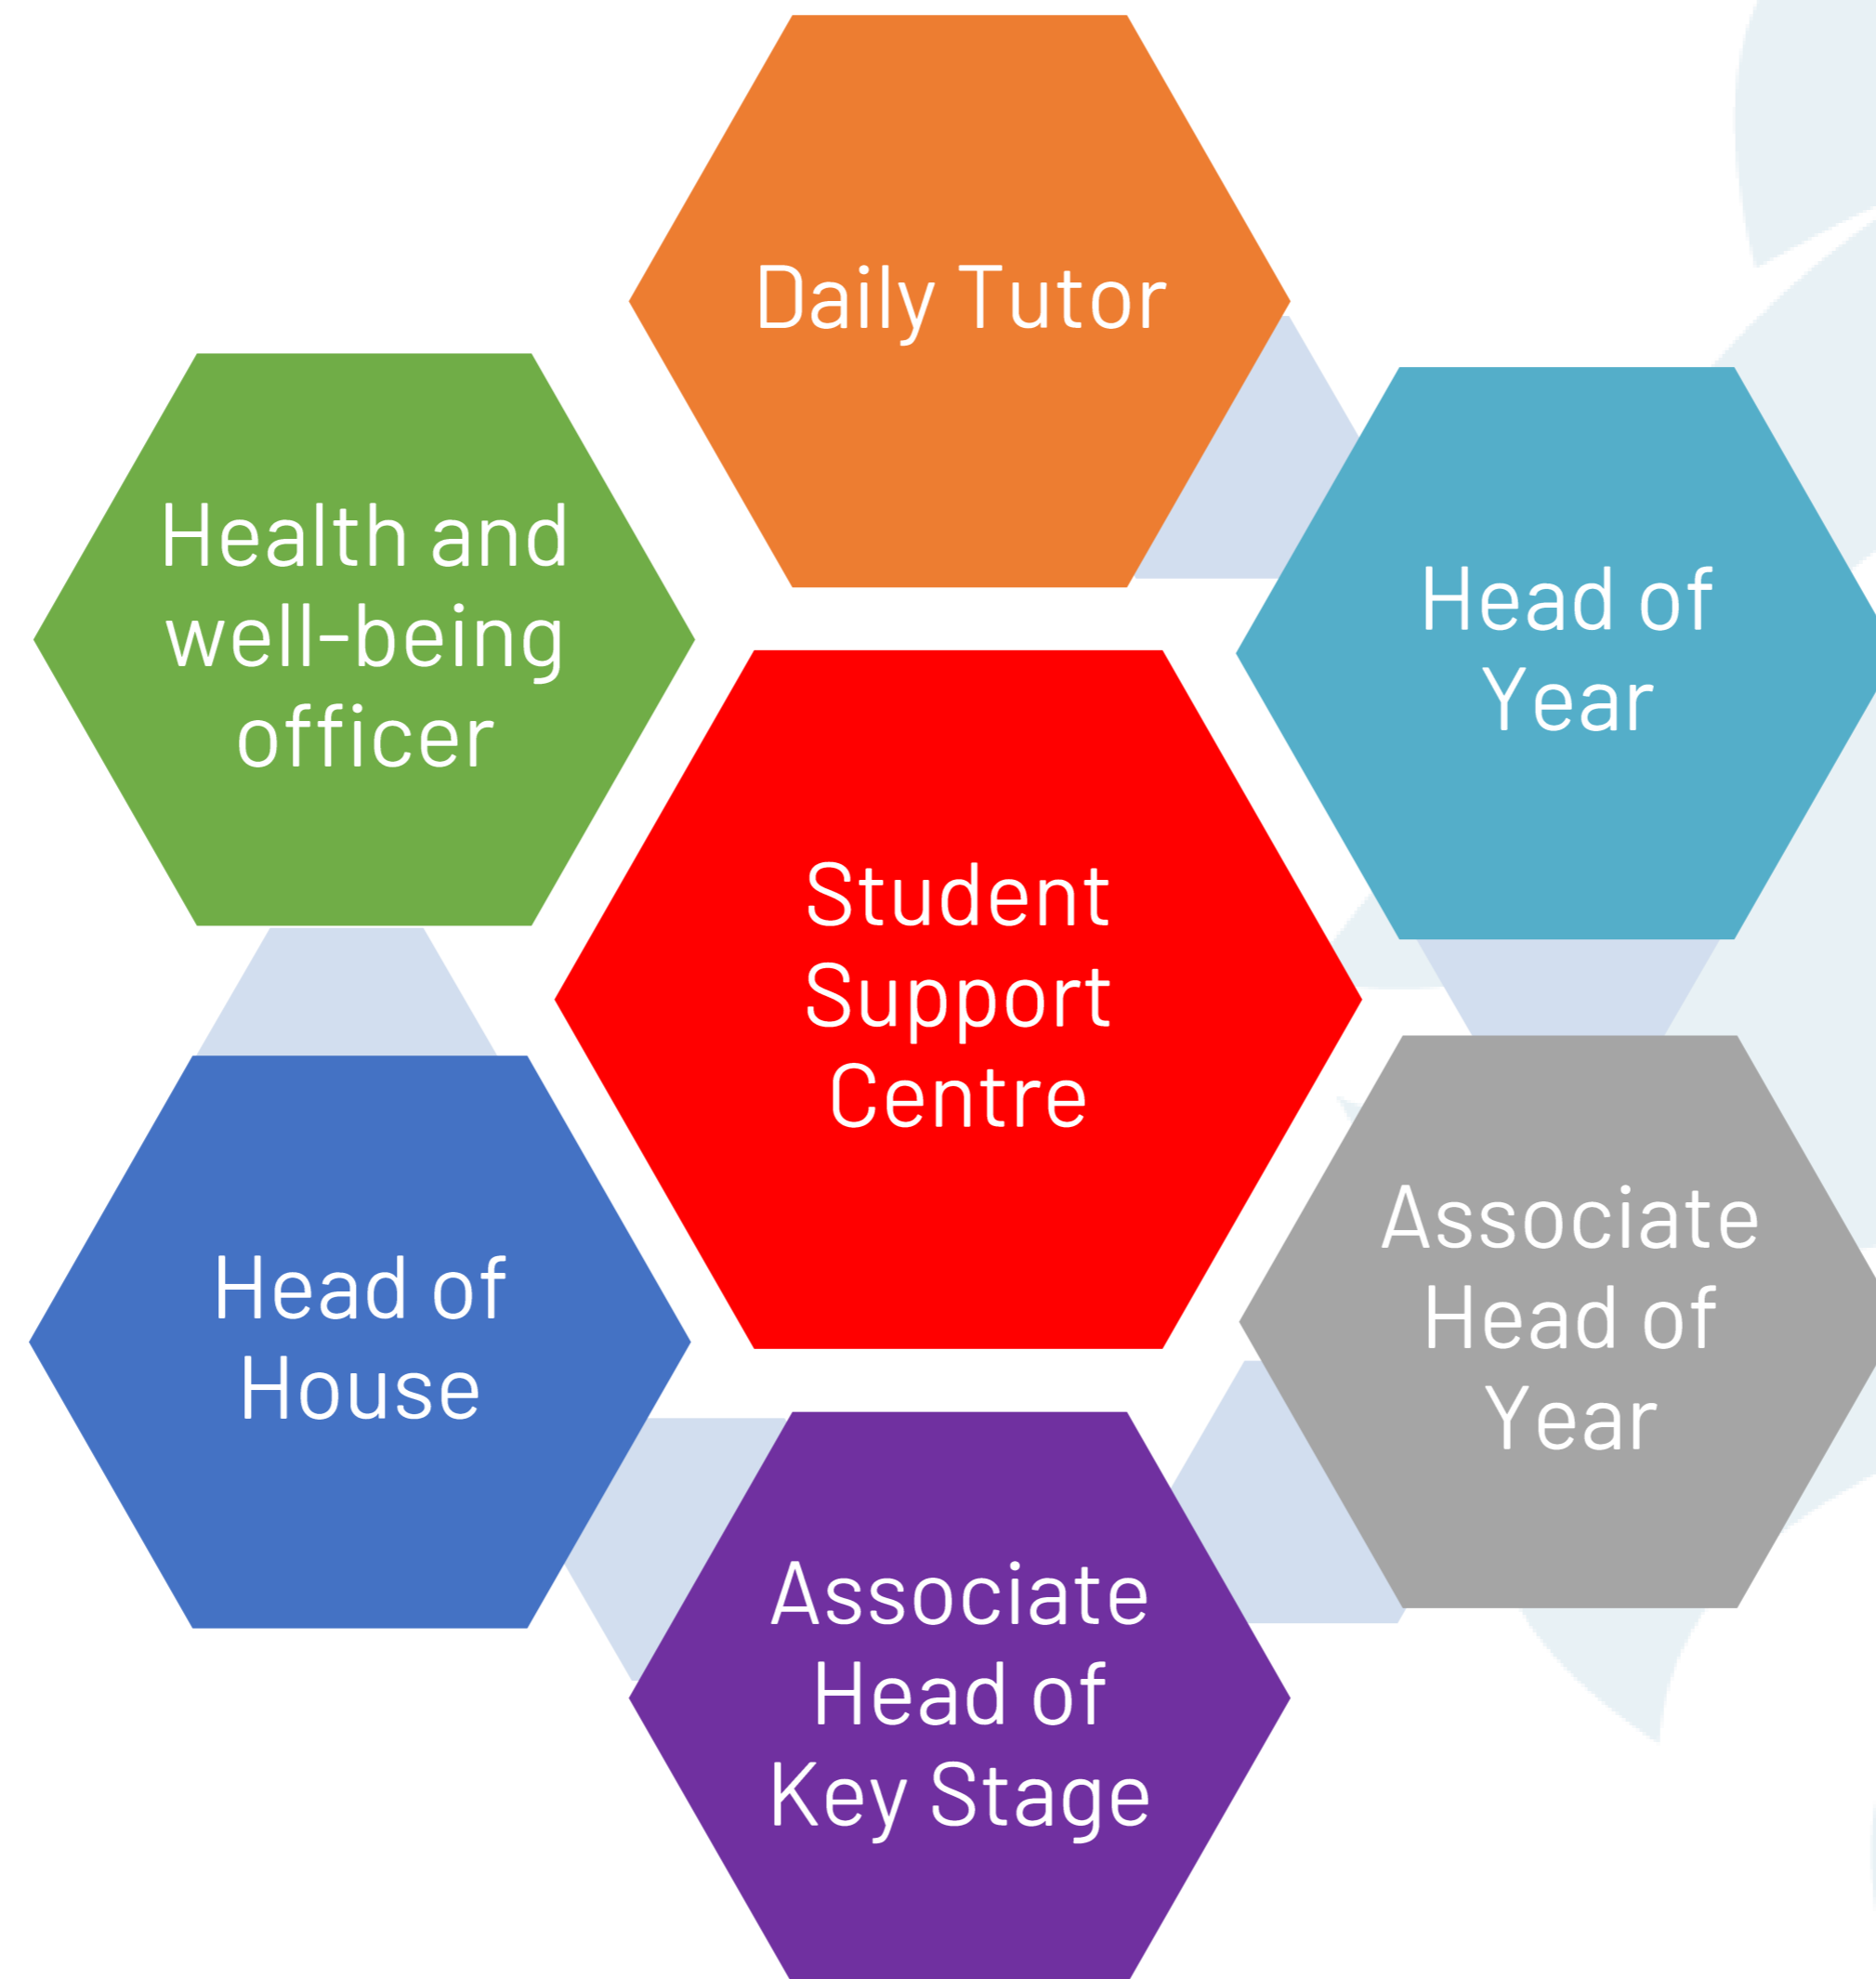 Daily Tutor
Health and
well-being
officer
Head of
Year
Student
Support
Centre
Associate
Head of
Year
Head of
House
Associate
Head of
Key Stage